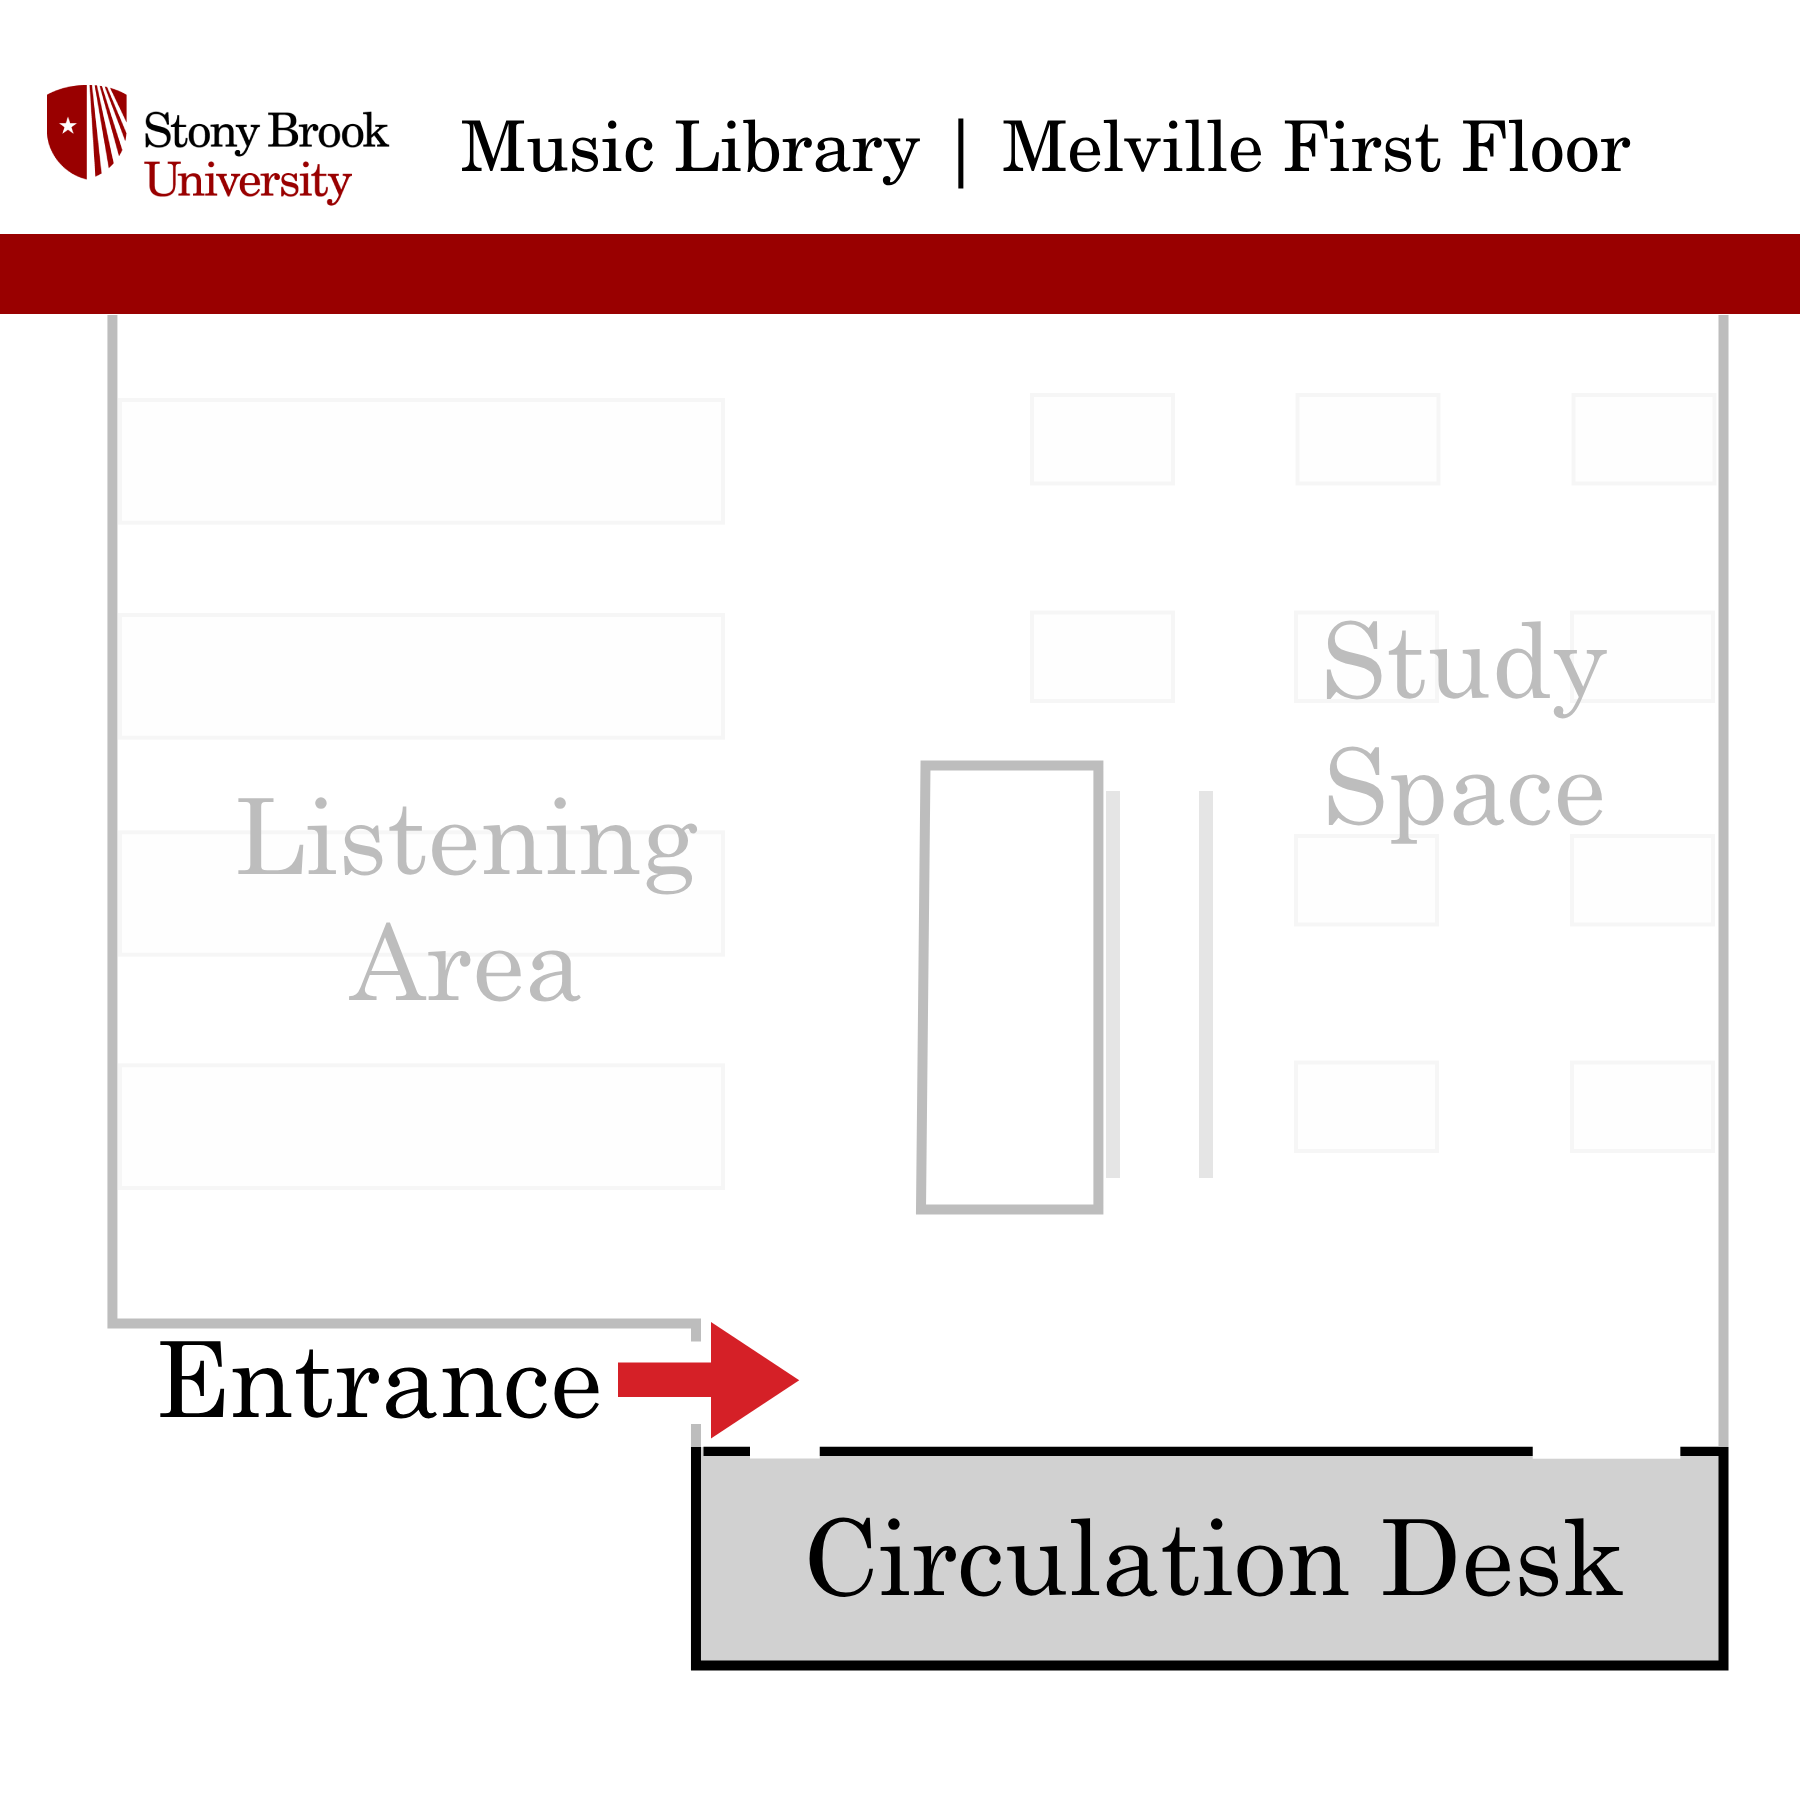 Stony Brook
University
Music Library | Melville First Floor
Study
Space
Listening
Area
Entrance
Circulation Desk